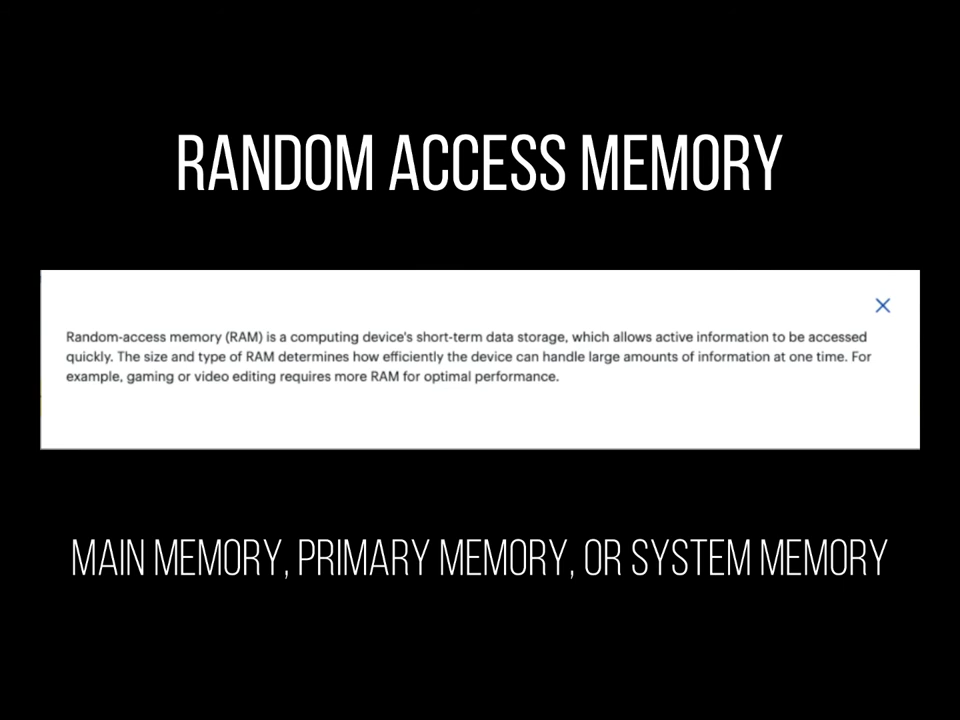 RANDOM ACCESS MEMORY
Random-access memory (RAM) is a computing device's short-term data storage, which allows active information to be accessed
quickly. The size and type of RAM determines how efficiently the device can handle large amounts of information at one time. For
example, gaming or video editing requires more RAM for optimal performance.
MAIN MEMORY, PRIMARY MEMORY, OR SYSTEM MEMORY